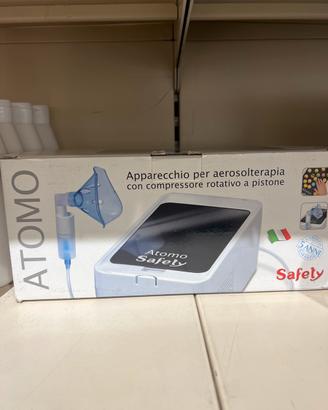 ATOMO
Apparecchio per aerosolterapia
con compressore rotativo a pistone
Atomo
Safety
5 ANNI
Safety